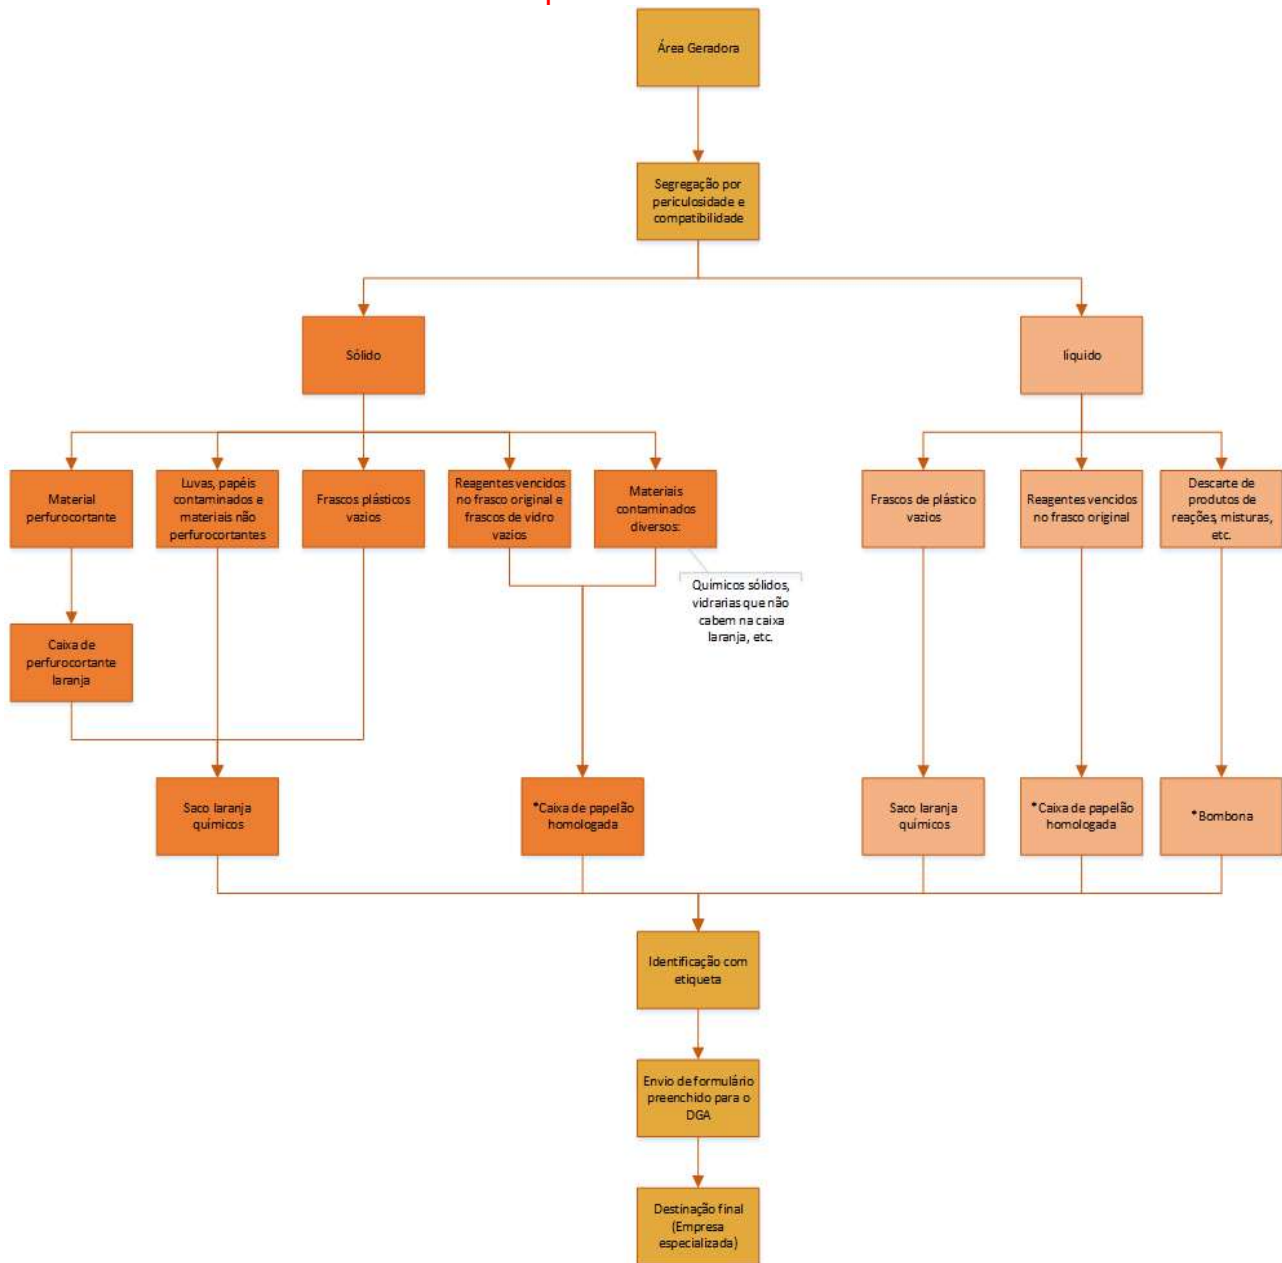 Área Geradora
Segregação por
periculosidade e
compatibilidade
Sólido
líquido
Material
perfurocortante
Luvas, papéis
contaminados e
materiais não
perfurocortantes
Frascos plásticos
vazios
Reagentes vencidos
no frasco original e
frascos de vidro
vazios
Materiais
contaminados
diversos:
Químicos sólidos,
vidrarias que não
cabem na caixa
laranja, etc.
Frascos de plástico
vazios
Reagentes vencidos
no frasco original
Descarte de
produtos de
reações, misturas,
etc.
Caixa de
perfurocortante
laranja
Saco laranja
químicos
*Caixa de papelão
homologada
Saco laranja
químicos
*Caixa de papelão
homologada
*Bombona
Identificação com
etiqueta
Envio de formulário
preenchido para o
DGA
Destinação final
(Empresa
especializada)